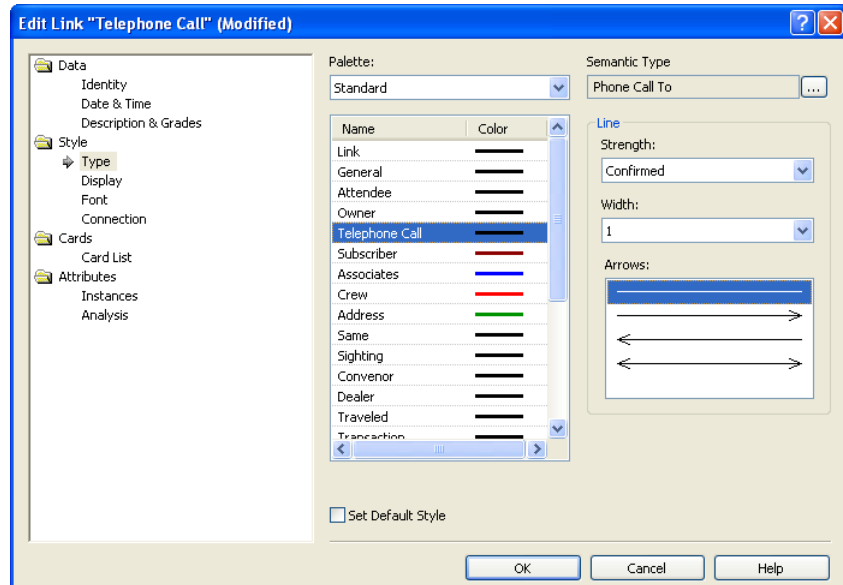 Edit Link "Telephone Call" (Modified)
Data
Identity
Date & Time
Description & Grades
Style
Type
Display
Font
Connection
Cards
Card List
Attributes
Instances
Analysis
Palette:
Standard
Name Color
Link
General
Attendee
Owner
Telephone Call
Subscriber
Associates
Crew
Address
Same
Sighting
Convenor
Dealer
Traveled
Transaction
Set Default Style
Semantic Type
Phone Call To
...
Line
Strength:
Confirmed
Width:
1
Arrows:
OK Cancel Help